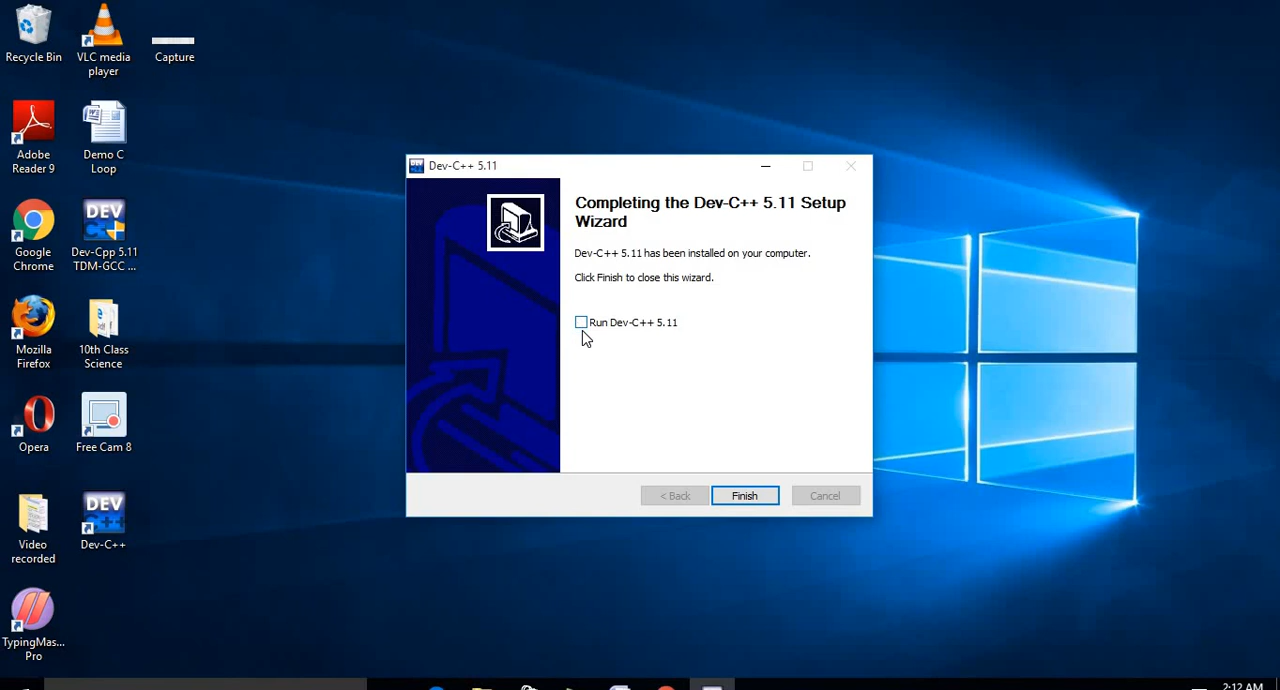 Recycle Bin
VLC media
player
Capture
Adobe
Reader 9
Demo C
Loop
Google
Chrome
DEV
Dev-Cpp 5.11
TDM-GCC ...
Mozilla
Firefox
10th Class
Science
Opera
Free Cam 8
Video
recorded
DEV
C++
Dev-C++
TypingMas...
Pro
Dev-C++ 5.11
Completing the Dev-C++ 5.11 Setup
Wizard
Dev-C++ 5.11 has been installed on your computer.
Click Finish to close this wizard.
Run Dev-C++ 5.11
< Back
Finish
Cancel
2:12 AM